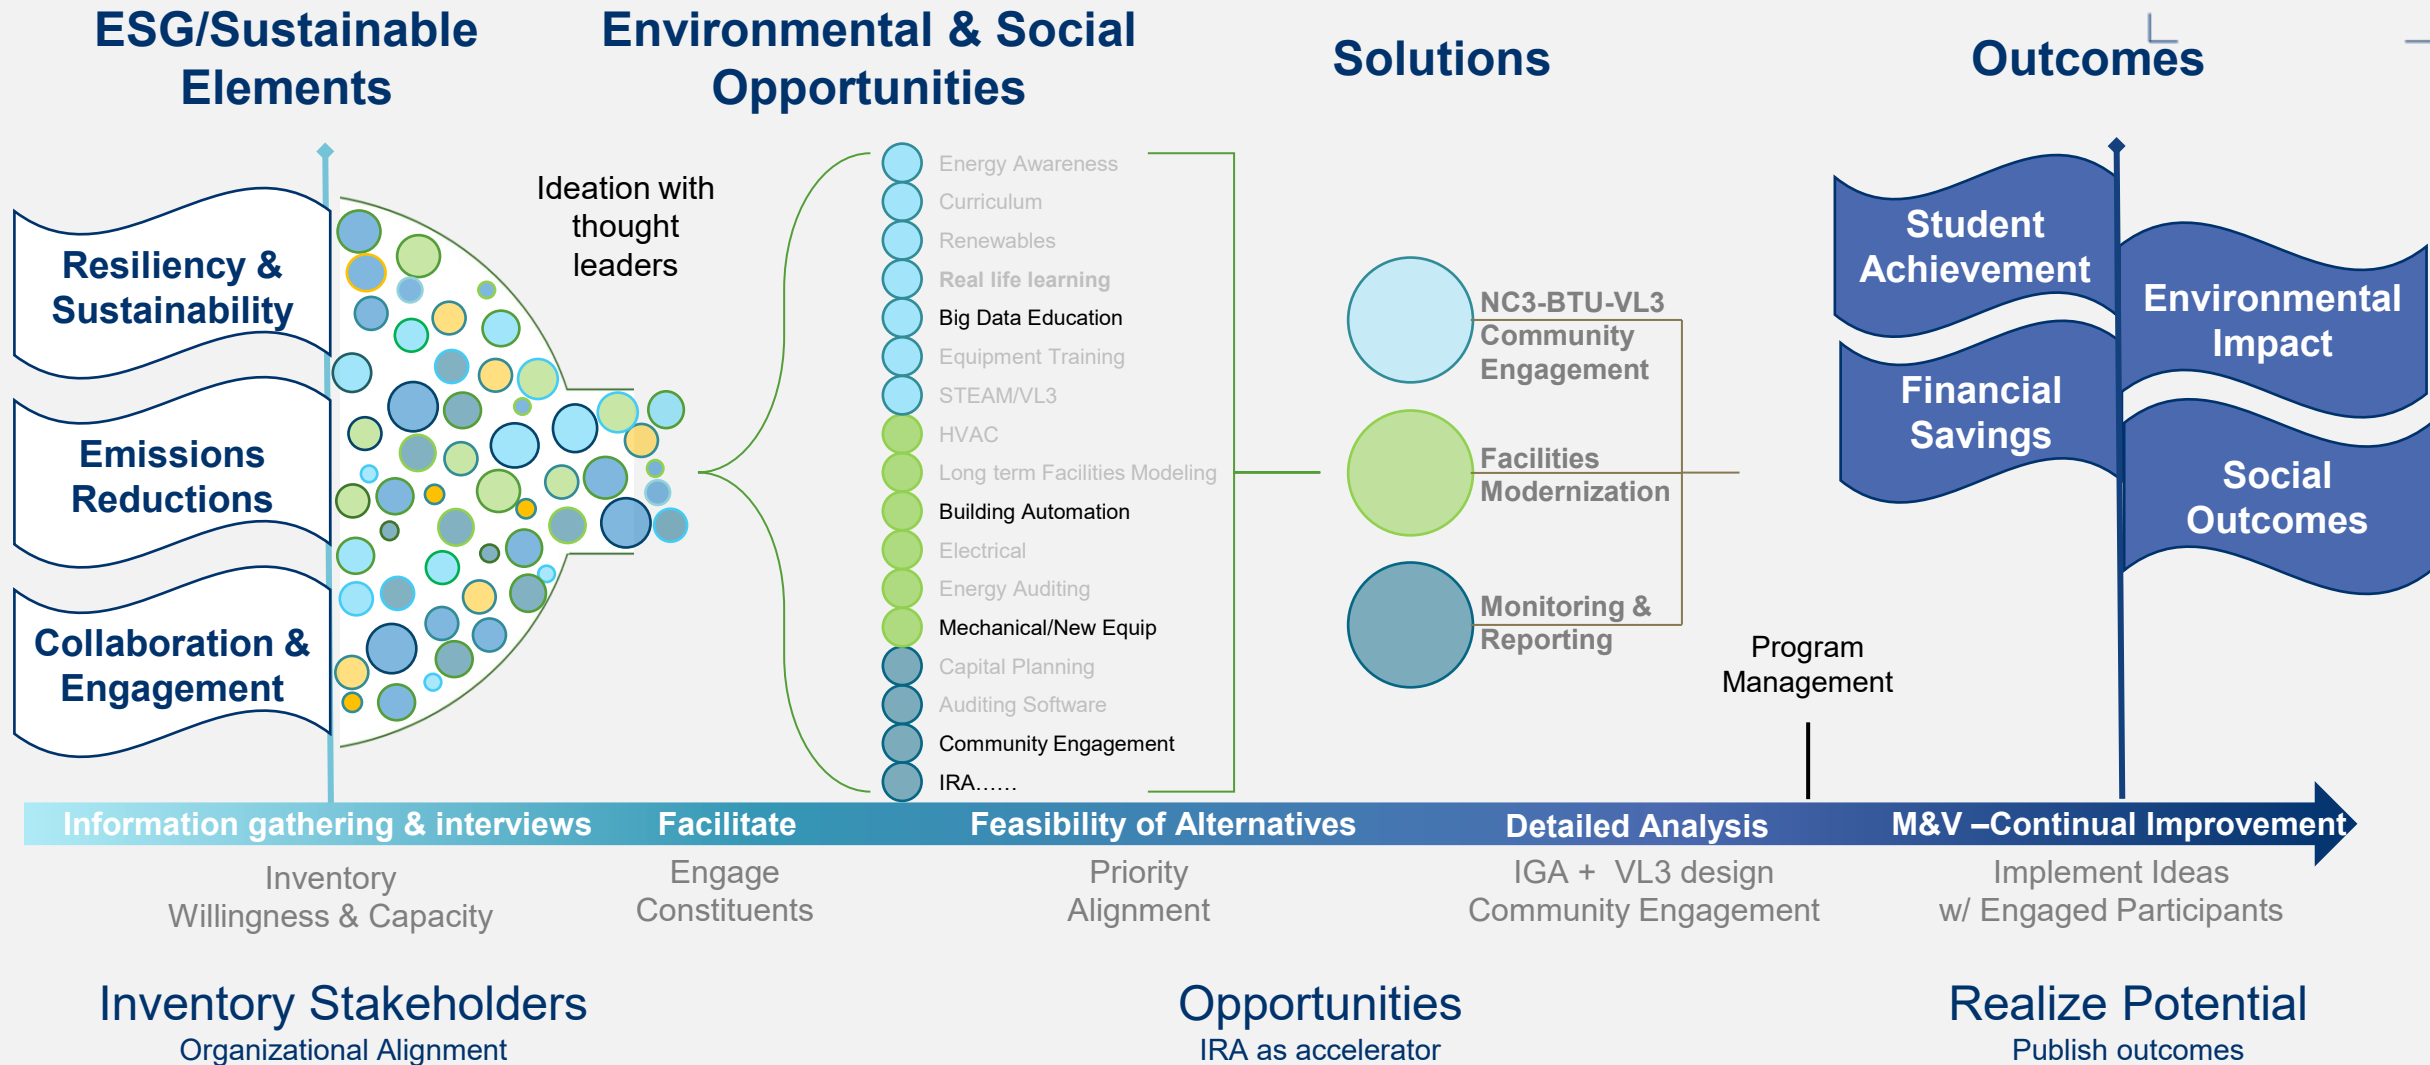 ESG/Sustainable
Elements
Environmental & Social
Opportunities
Solutions
Outcomes
Resiliency &
Sustainability
Emissions
Reductions
Collaboration &
Engagement
Ideation with
thought
leaders
Energy Awareness
Curriculum
Renewables
Real life learning
Big Data Education
Equipment Training
STEAM/VL3
HVAC
Long term Facilities Modeling
Building Automation
Electrical
Energy Auditing
Mechanical/New Equip
Capital Planning
Auditing Software
Community Engagement
IRA......
NC3-BTU-VL3
Community
Engagement
Facilities
Modernization
Monitoring &
Reporting
Program
Management
Student
Achievement
Environmental
Impact
Financial
Savings
Social
Outcomes
Information gathering & interviews
Facilitate
Feasibility of Alternatives
Detailed Analysis
M&V –Continual Improvement
Inventory
Willingness & Capacity
Engage
Constituents
Priority
Alignment
IGA +  VL3 design
Community Engagement
Implement Ideas
w/ Engaged Participants
Inventory Stakeholders
Organizational Alignment
Opportunities
IRA as accelerator
Realize Potential
Publish outcomes